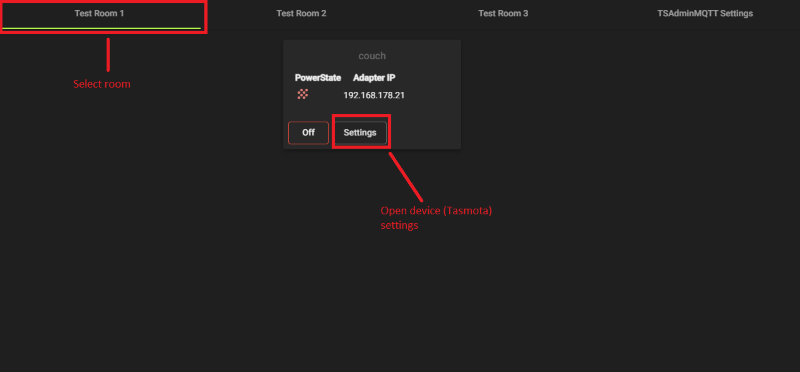 Test Room 1
Test Room 2
Test Room 3
TSAdminMQTT Settings
couch
Select room
PowerState
Adapter IP
192.168.178.21
Off
Settings
Open device (Tasmota)
settings